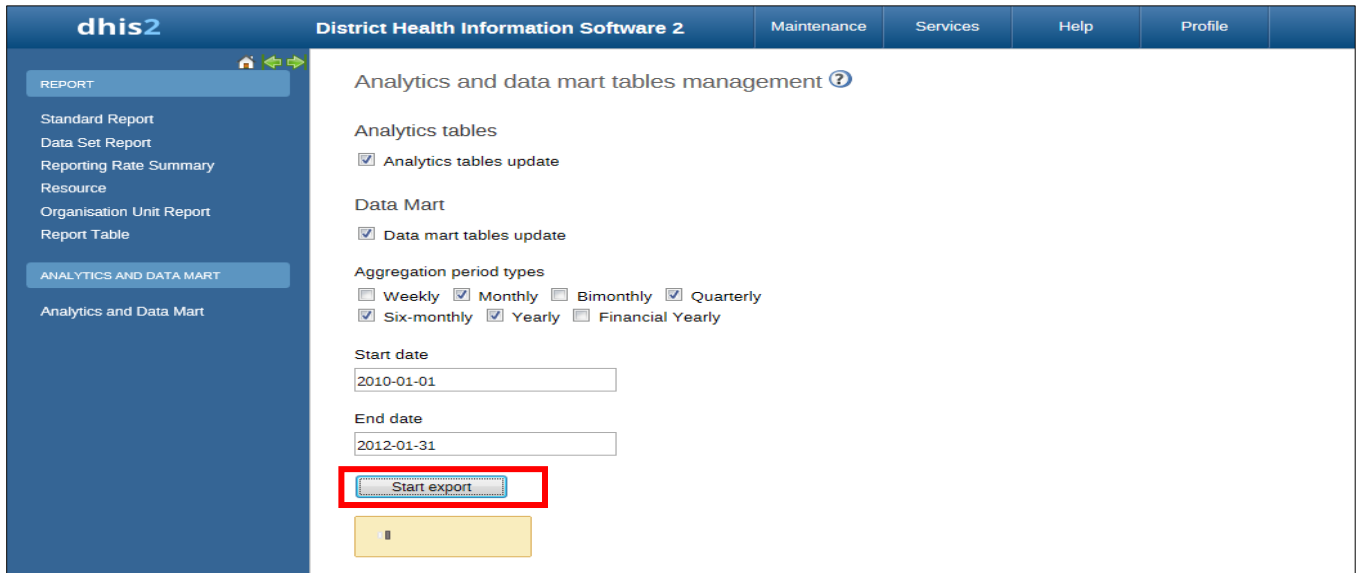 dhis2 District Health Information Software 2 Maintenance Services Help Profile
REPORT
Standard Report
Data Set Report
Reporting Rate Summary
Resource
Organisation Unit Report
Report Table
ANALYTICS AND DATA MART
Analytics and Data Mart
Analytics and data mart tables management ?
Analytics tables
Analytics tables update
Data Mart
Data mart tables update
Aggregation period types
Weekly Monthly Bimonthly Quarterly
Six-monthly Yearly Financial Yearly
Start date
2010-01-01
End date
2012-01-31
Start export